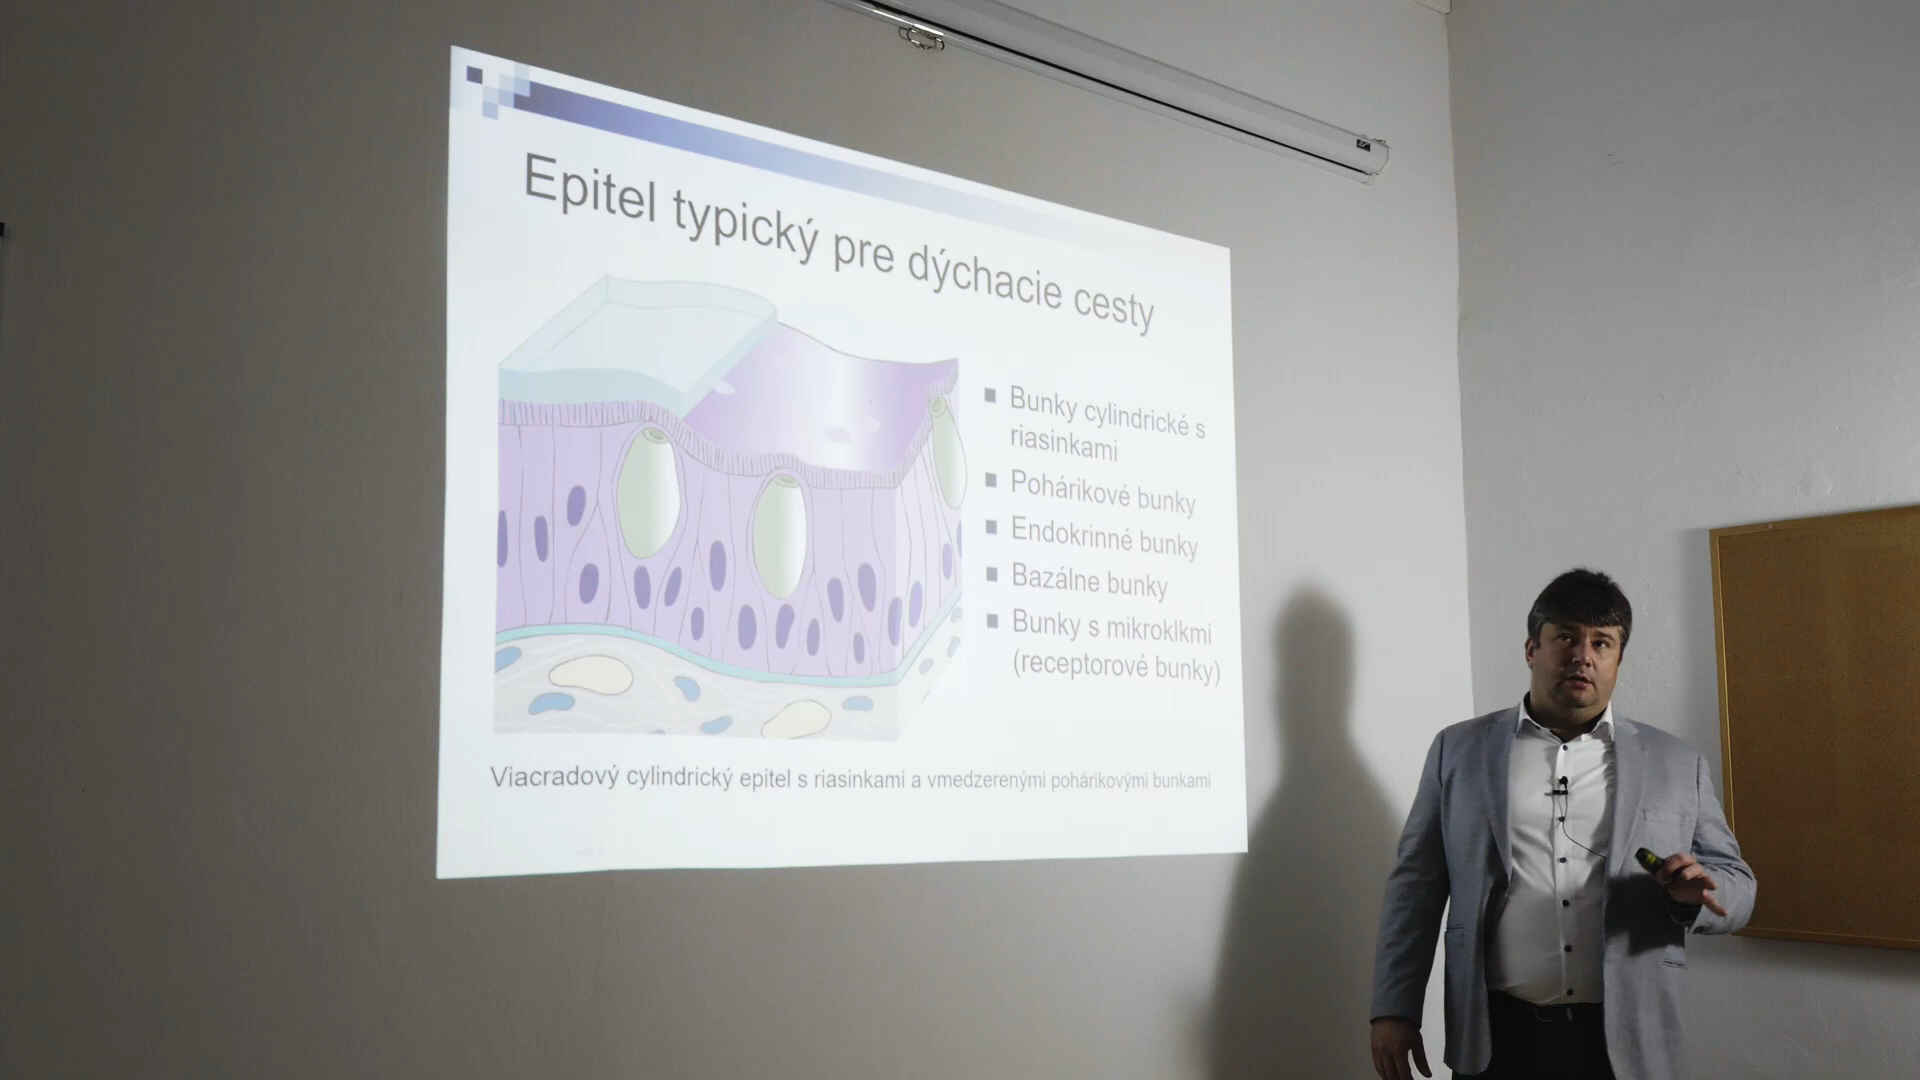 Epitel typický pre dýchacie cesty
Bunky cylindrické s
riasinkami
Pohárikové bunky
Endokrinné bunky
Bazálne bunky
Bunky s mikroklkmi
(receptorové bunky)
Viacradový cylindrický epitel s riasinkami a vmedzerenými pohárikovými bunkami